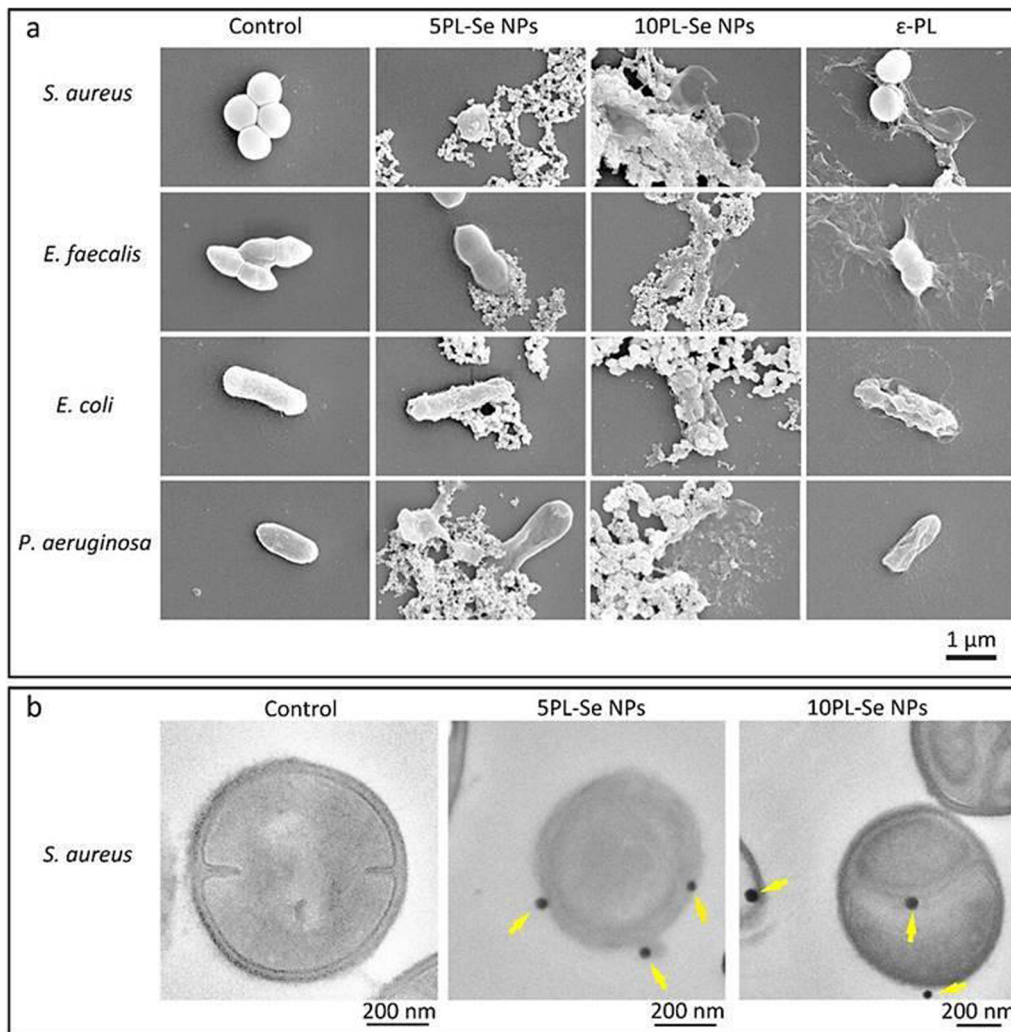 a
Control 5PL-Se NPs 10PL-Se NPs ε-PL
S. aureus
E. faecalis
E. coli
P. aeruginosa
1 μm
b
Control 5PL-Se NPs 10PL-Se NPs
S. aureus
200 nm 200 nm 200 nm